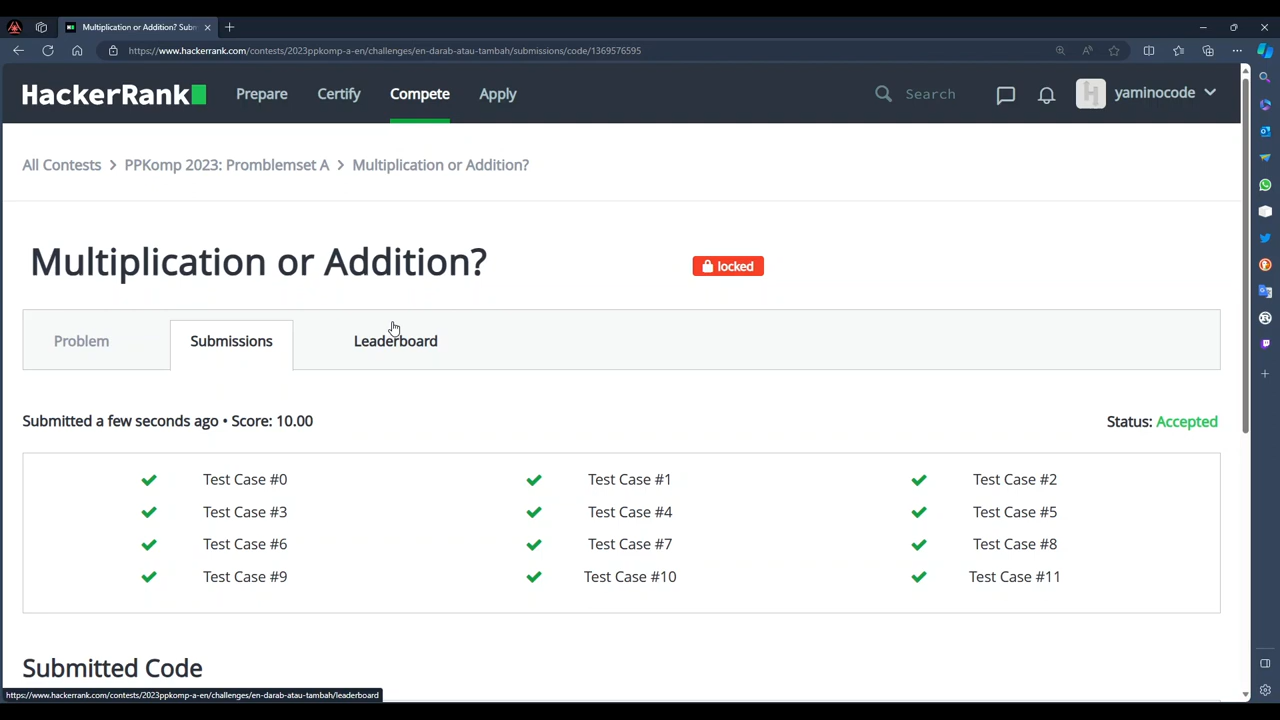 Multiplication or Addition? Subm
https://www.hackerrank.com/contests/2023ppkomp-a-en/challenges/en-darab-atau-tambah/submissions/code/1369576595
HackerRank Prepare Certify Compete Apply Search yaminocode
All Contests > PPKomp 2023: Promblemset A > Multiplication or Addition?
Multiplication or Addition? locked
Problem Submissions Leaderboard
Submitted a few seconds ago • Score: 10.00 Status: Accepted
Test Case #0 Test Case #1 Test Case #2
Test Case #3 Test Case #4 Test Case #5
Test Case #6 Test Case #7 Test Case #8
Test Case #9 Test Case #10 Test Case #11
Submitted Code
https://www.hackerrank.com/contests/2023ppkomp-a-en/challenges/en-darab-atau-tambah/leaderboard